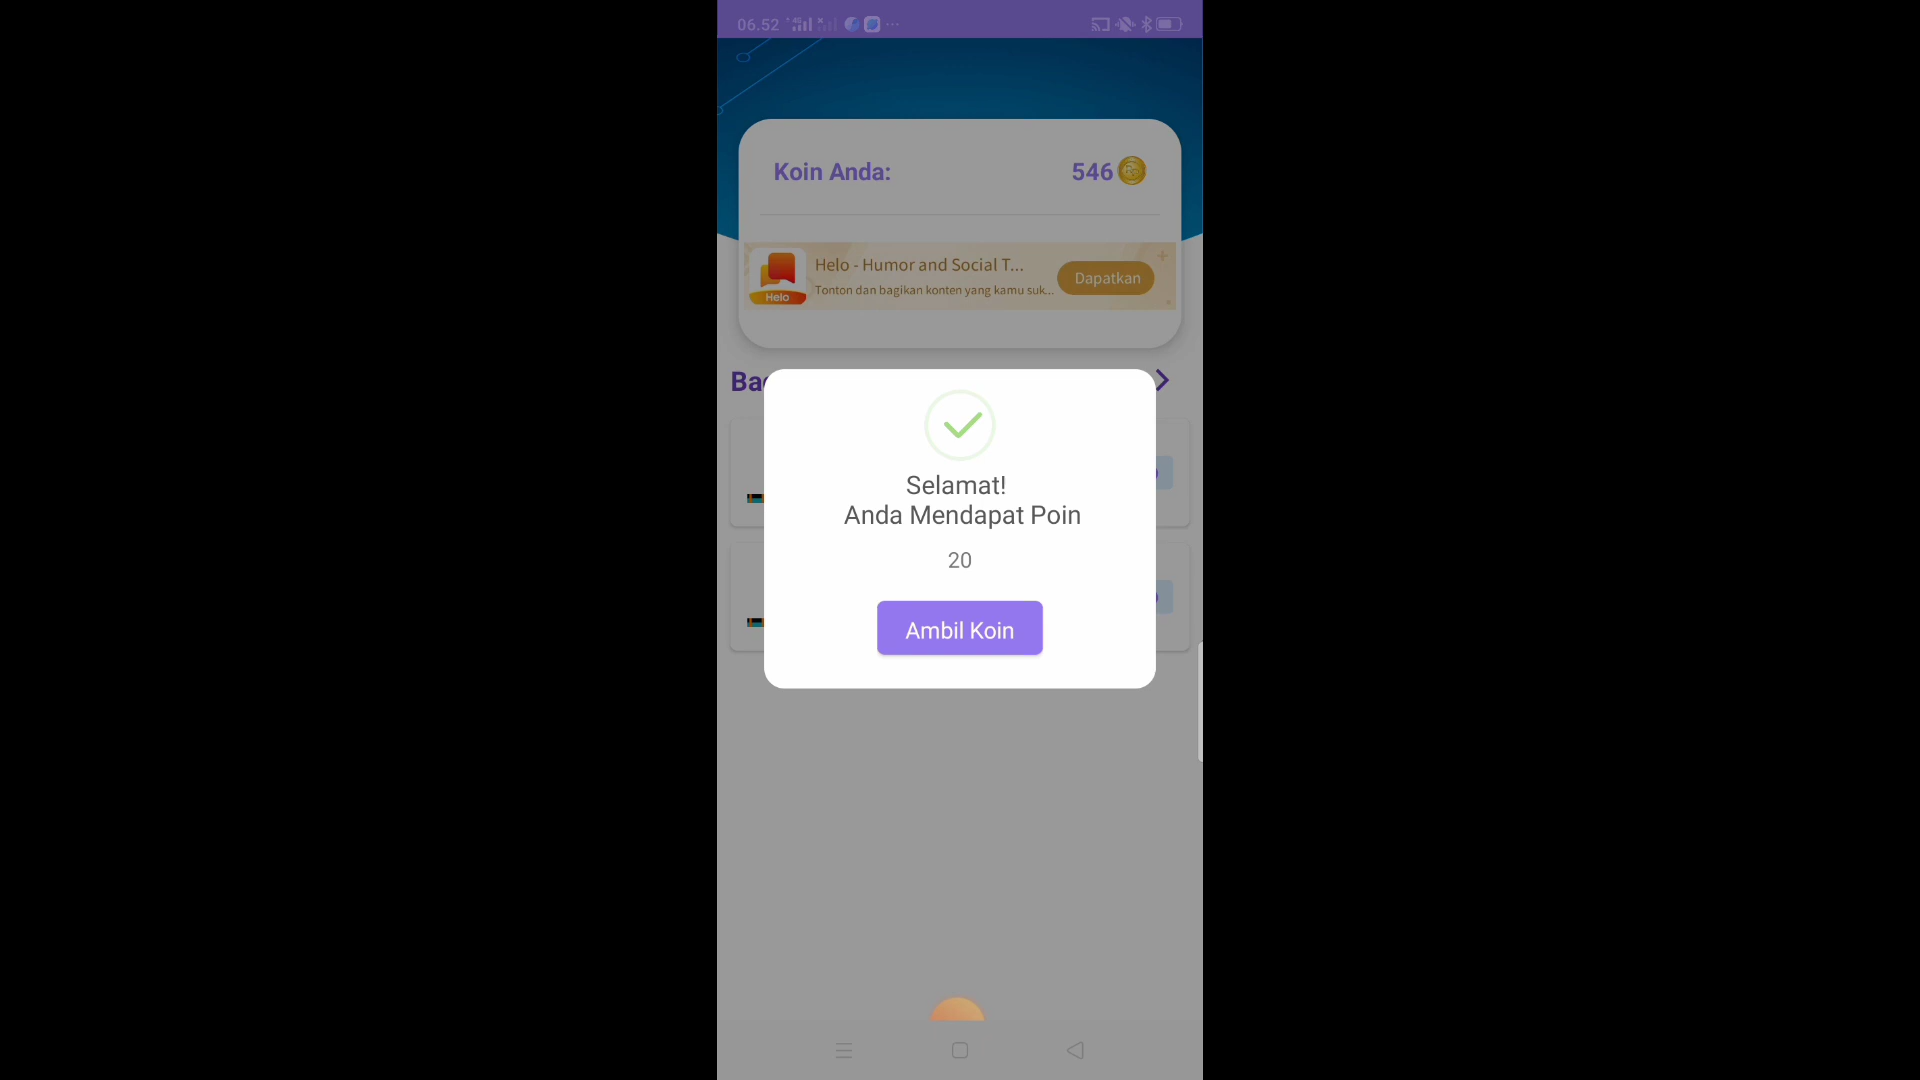 06.52
Koin Anda:
546
Helo - Humor and Social T...
Tonton dan bagikan konten yang kamu suk...
Dapatkan
Helo
Selamat!
Anda Mendapat Poin
20
Ambil Koin